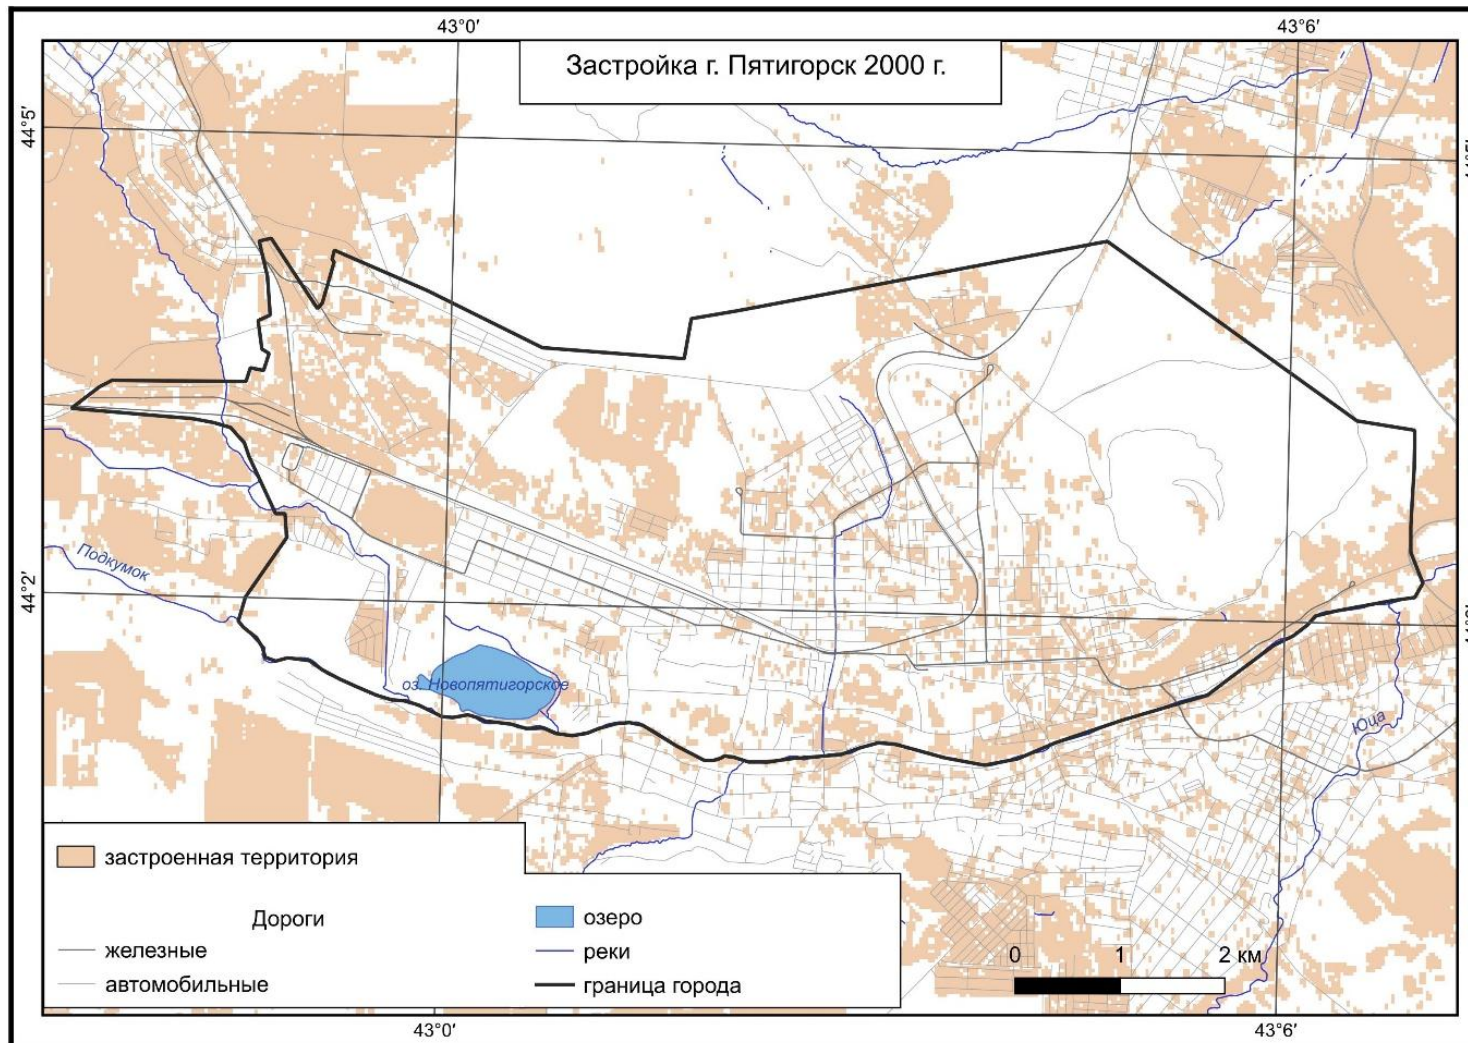 43°0′ 43°6′
Застройка г. Пятигорск 2000 г.
44°5′
44°2′
Подкумок
оз. Новопятигорское
Юца
застроенная территория
Дороги
железные
автомобильные
озеро
реки
граница города
0 1 2 км
43°0′ 43°6′